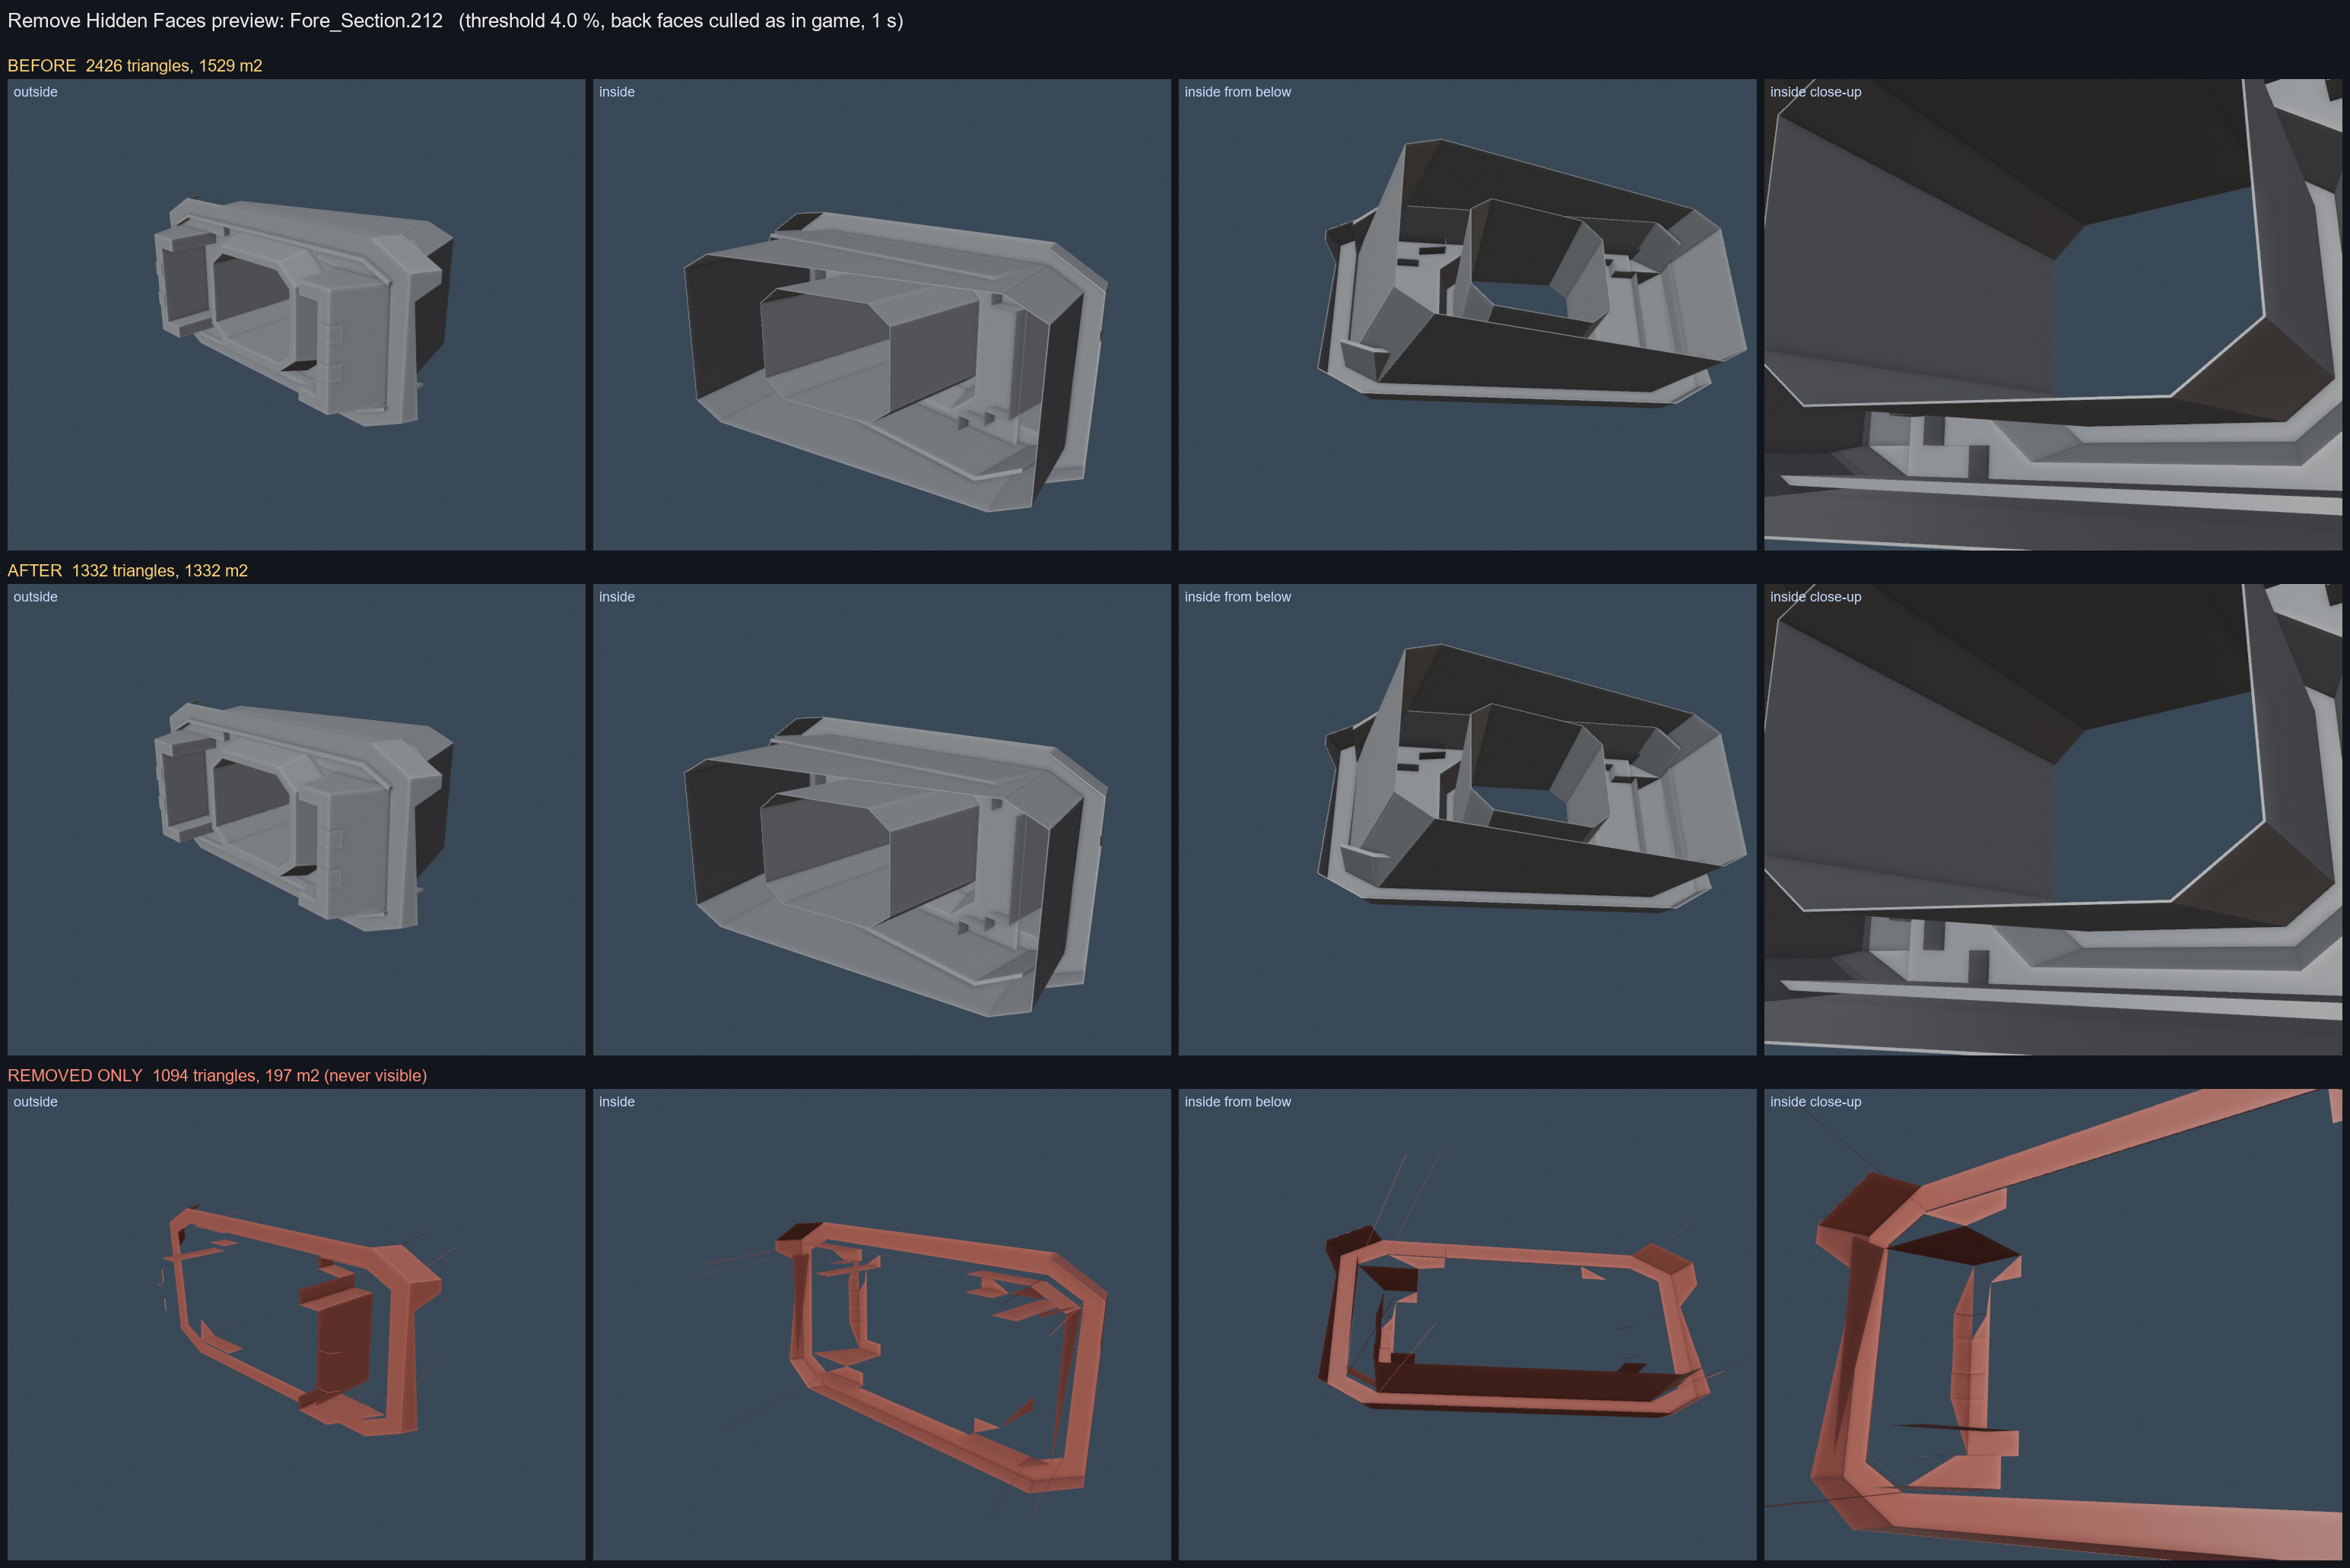 Remove Hidden Faces preview: Fore_Section.212   (threshold 4.0 %, back faces culled as in game, 1 s)
BEFORE  2426 triangles, 1529 m2
outside
inside
inside from below
inside close-up
AFTER  1332 triangles, 1332 m2
outside
inside
inside from below
inside close-up
REMOVED ONLY  1094 triangles, 197 m2 (never visible)
outside
inside
inside from below
inside close-up